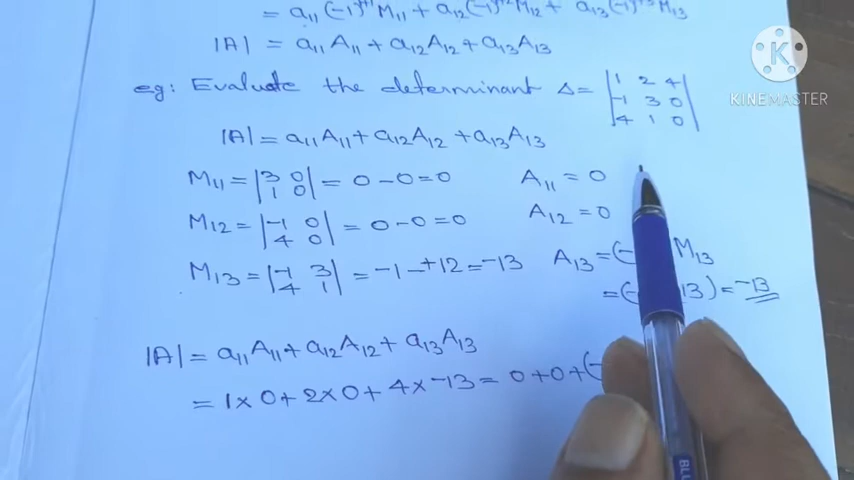 = a₁₁(-1)¹⁺¹M₁₁ + a₁₂(-1)¹⁺²M₁₂ + a₁₃(-1)¹⁺³M₁₃
|A| = a₁₁A₁₁ + a₁₂A₁₂ + a₁₃A₁₃
eg: Evaluate the determinant Δ = |1 2 4|
|-1 3 0|
|4 1 0|
KINEMASTER
|A| = a₁₁A₁₁ + a₁₂A₁₂ + a₁₃A₁₃
M₁₁ = |3 0| = 0-0=0 A₁₁ = 0
|1 0|
M₁₂ = |-1 0| = 0-0=0 A₁₂ = 0
|4 0|
M₁₃ = |-1 3| = -1-+12=-13 A₁₃ = (- M₁₃
|4 1| = (- 13) = -13
|A| = a₁₁A₁₁ + a₁₂A₁₂ + a₁₃A₁₃
= 1×0+ 2×0+ 4×-13 = 0+0+(-
BLU